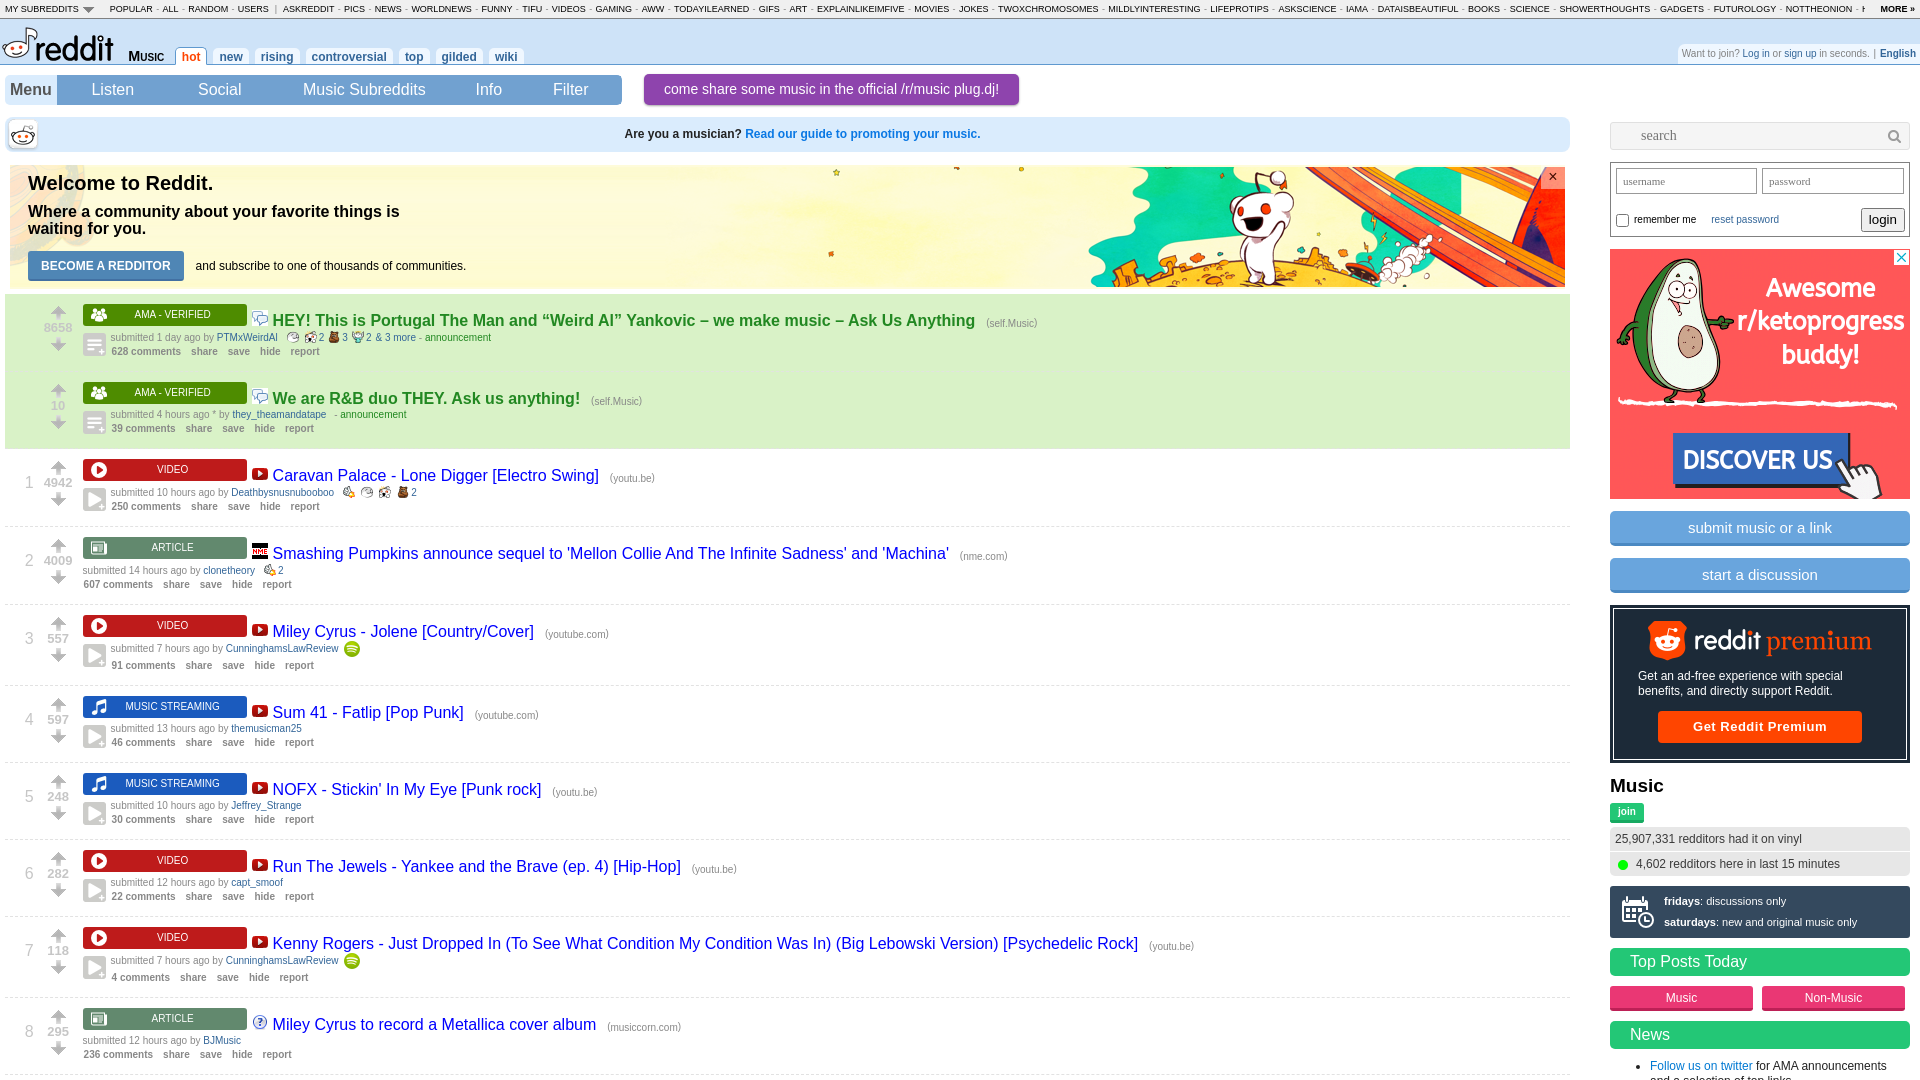 MY SUBREDDITS POPULAR - ALL - RANDOM - USERS | ASKREDDIT - PICS - NEWS - WORLDNEWS - FUNNY - TIFU - VIDEOS - GAMING - AWW - TODAYILEARNED - GIFS - ART - EXPLAINLIKEIMFIVE - MOVIES - JOKES - TWOXCHROMOSOMES - MILDLYINTERESTING - LIFEPROTIPS - ASKSCIENCE - IAMA - DATAISBEAUTIFUL - BOOKS - SCIENCE - SHOWERTHOUGHTS - GADGETS - FUTUROLOGY - NOTTHEONION - MORE »
reddit MUSIC hot new rising controversial top gilded wiki
Want to join? Log in or sign up in seconds. | English
Menu Listen Social Music Subreddits Info Filter
come share some music in the official /r/music plug.dj!
Are you a musician? Read our guide to promoting your music.
Welcome to Reddit.
Where a community about your favorite things is
waiting for you.
BECOME A REDDITOR and subscribe to one of thousands of communities.
×
8658
AMA - VERIFIED HEY! This is Portugal The Man and “Weird Al” Yankovic – we make music – Ask Us Anything (self.Music)
submitted 1 day ago by PTMxWeirdAl 2 3 2 & 3 more - announcement
628 comments share save hide report
10
AMA - VERIFIED We are R&B duo THEY. Ask us anything! (self.Music)
submitted 4 hours ago * by they_theamandatape - announcement
39 comments share save hide report
1 4942
VIDEO Caravan Palace - Lone Digger [Electro Swing] (youtu.be)
submitted 10 hours ago by Deathbysnusnubooboo 2
250 comments share save hide report
2 4009
ARTICLE NME Smashing Pumpkins announce sequel to 'Mellon Collie And The Infinite Sadness' and 'Machina' (nme.com)
submitted 14 hours ago by clonetheory 2
607 comments share save hide report
3 557
VIDEO Miley Cyrus - Jolene [Country/Cover] (youtube.com)
submitted 7 hours ago by CunninghamsLawReview
91 comments share save hide report
4 597
MUSIC STREAMING Sum 41 - Fatlip [Pop Punk] (youtube.com)
submitted 13 hours ago by themusicman25
46 comments share save hide report
5 248
MUSIC STREAMING NOFX - Stickin' In My Eye [Punk rock] (youtu.be)
submitted 10 hours ago by Jeffrey_Strange
30 comments share save hide report
6 282
VIDEO Run The Jewels - Yankee and the Brave (ep. 4) [Hip-Hop] (youtu.be)
submitted 12 hours ago by capt_smoof
22 comments share save hide report
7 118
VIDEO Kenny Rogers - Just Dropped In (To See What Condition My Condition Was In) (Big Lebowski Version) [Psychedelic Rock] (youtu.be)
submitted 7 hours ago by CunninghamsLawReview
4 comments share save hide report
8 295
ARTICLE ? Miley Cyrus to record a Metallica cover album (musiccorn.com)
submitted 12 hours ago by BJMusic
236 comments share save hide report
search
username password
remember me reset password login
Awesome
r/ketoprogress
buddy!
DISCOVER US
submit music or a link
start a discussion
reddit premium
Get an ad-free experience with special
benefits, and directly support Reddit.
Get Reddit Premium
Music
join
25,907,331 redditors had it on vinyl
4,602 redditors here in last 15 minutes
fridays: discussions only
saturdays: new and original music only
Top Posts Today
Music Non-Music
News
• Follow us on twitter for AMA announcements
and a selection of top links